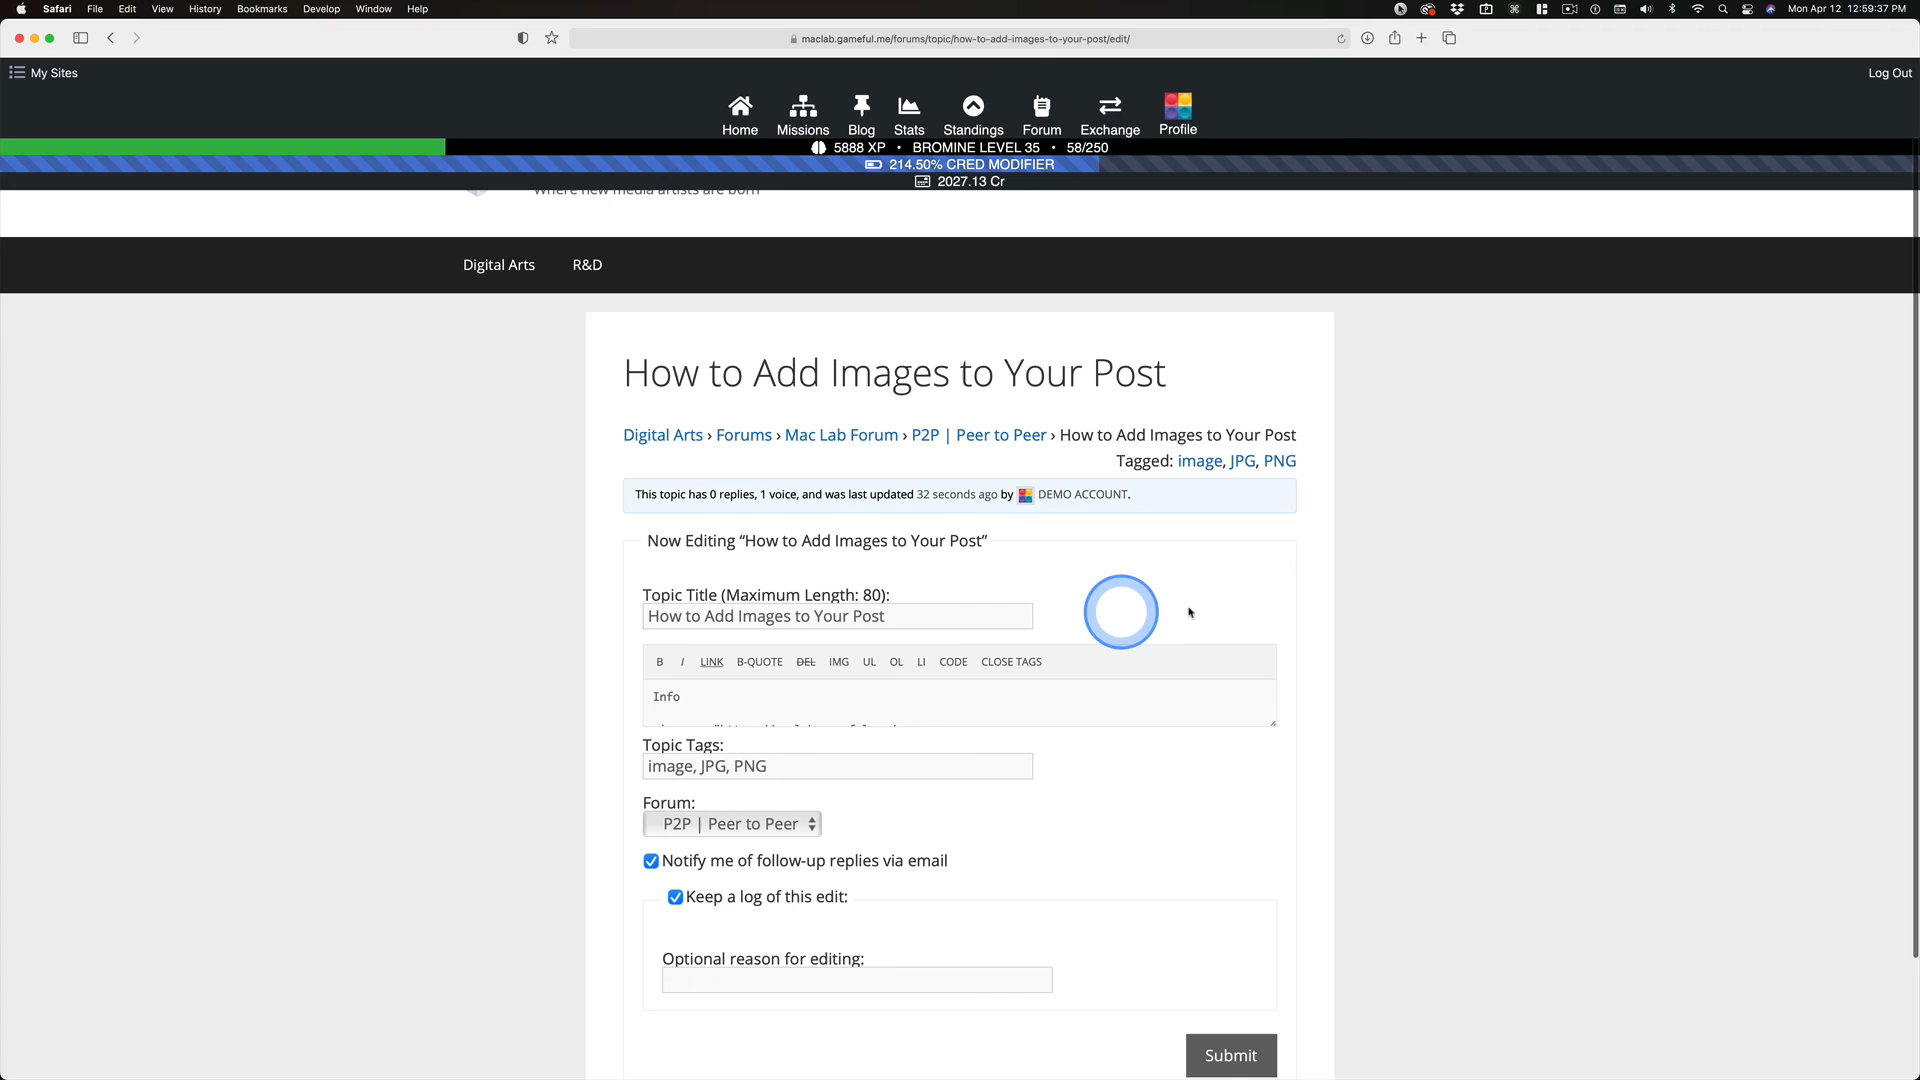 Safari File Edit View History Bookmarks Develop Window Help Mon Apr 12 12:59:37 PM
maclab.gameful.me/forums/topic/how-to-add-images-to-your-post/edit/
My Sites Log Out
Home Missions Blog Stats Standings Forum Exchange Profile
5888 XP • BROMINE LEVEL 35 • 58/250
214.50% CRED MODIFIER
2027.13 Cr
Where new media artists are born
Digital Arts R&D
How to Add Images to Your Post
Digital Arts › Forums › Mac Lab Forum › P2P | Peer to Peer › How to Add Images to Your Post
Tagged: image, JPG, PNG
This topic has 0 replies, 1 voice, and was last updated 32 seconds ago by DEMO ACCOUNT.
Now Editing “How to Add Images to Your Post”
Topic Title (Maximum Length: 80):
How to Add Images to Your Post
B I LINK B-QUOTE DEL IMG UL OL LI CODE CLOSE TAGS
Info
Topic Tags:
image, JPG, PNG
Forum:
P2P | Peer to Peer
Notify me of follow-up replies via email
Keep a log of this edit:
Optional reason for editing:
Submit